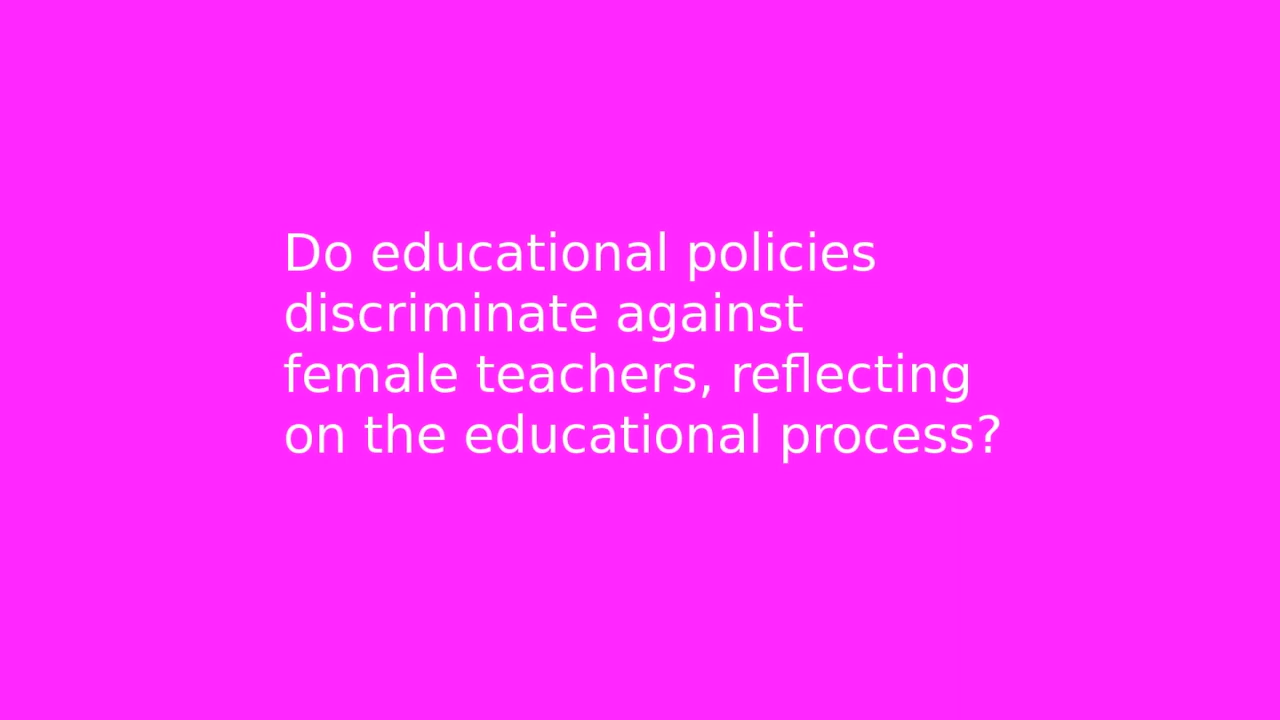 Do educational policies
discriminate against
female teachers, reflecting
on the educational process?